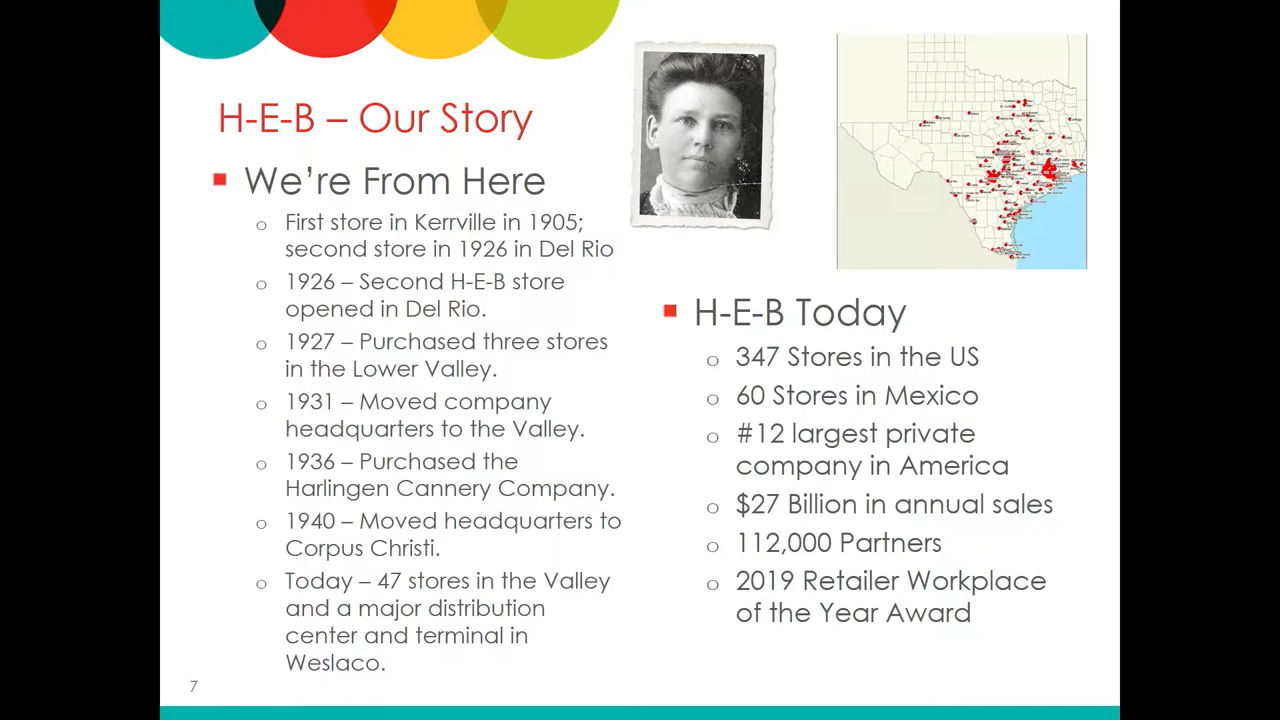 H-E-B – Our Story
We’re From Here
First store in Kerrville in 1905;
second store in 1926 in Del Rio
1926 – Second H-E-B store
opened in Del Rio.
1927 – Purchased three stores
in the Lower Valley.
1931 – Moved company
headquarters to the Valley.
1936 – Purchased the
Harlingen Cannery Company.
1940 – Moved headquarters to
Corpus Christi.
Today – 47 stores in the Valley
and a major distribution
center and terminal in
Weslaco.
H-E-B Today
347 Stores in the US
60 Stores in Mexico
#12 largest private
company in America
$27 Billion in annual sales
112,000 Partners
2019 Retailer Workplace
of the Year Award
7